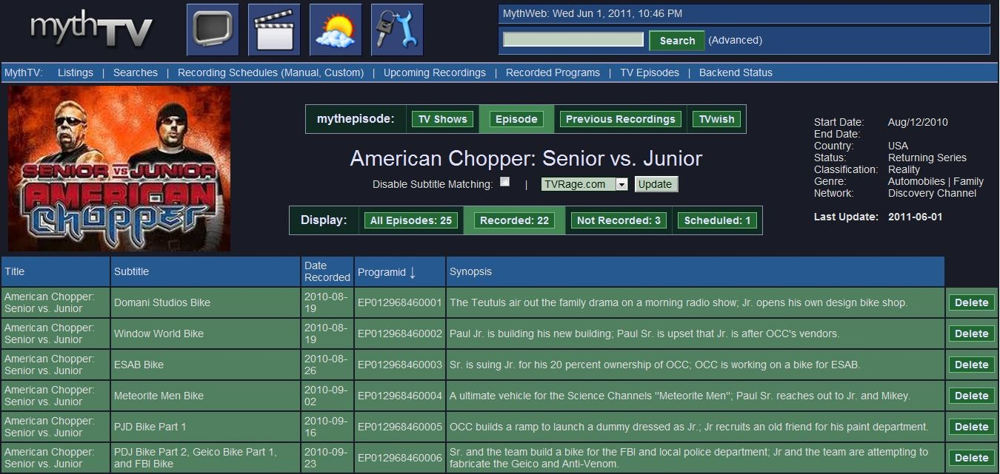 mythTV
MythWeb: Wed Jun 1, 2011, 10:46 PM
Search (Advanced)
MythTV: Listings | Searches | Recording Schedules (Manual, Custom) | Upcoming Recordings | Recorded Programs | TV Episodes | Backend Status
SENIOR VS JUNIOR
AMERICAN
Chopper
mythepisode: TV Shows Episode Previous Recordings TVwish
American Chopper: Senior vs. Junior
Disable Subtitle Matching: | TVRage.com Update
Display: All Episodes: 25 Recorded: 22 Not Recorded: 3 Scheduled: 1
Start Date: Aug/12/2010
End Date:
Country: USA
Status: Returning Series
Classification: Reality
Genre: Automobiles | Family
Network: Discovery Channel
Last Update: 2011-06-01
Title Subtitle Date Recorded Programid ↓ Synopsis
American Chopper: Senior vs. Junior Domani Studios Bike 2010-08-19 EP012968460001 The Teutuls air out the family drama on a morning radio show; Jr. opens his own design bike shop. Delete
American Chopper: Senior vs. Junior Window World Bike 2010-08-19 EP012968460002 Paul Jr. is building his new building; Paul Sr. is upset that Jr. is after OCC's vendors. Delete
American Chopper: Senior vs. Junior ESAB Bike 2010-08-26 EP012968460003 Sr. is suing Jr. for his 20 percent ownership of OCC; OCC is working on a bike for ESAB. Delete
American Chopper: Senior vs. Junior Meteorite Men Bike 2010-09-02 EP012968460004 A ultimate vehicle for the Science Channels "Meteorite Men"; Paul Sr. reaches out to Jr. and Mikey. Delete
American Chopper: Senior vs. Junior PJD Bike Part 1 2010-09-16 EP012968460005 OCC builds a ramp to launch a dummy dressed as Jr.; Jr recruits an old friend for his paint department. Delete
American Chopper: Senior vs. Junior PDJ Bike Part 2, Geico Bike Part 1, and FBI Bike 2010-09-23 EP012968460006 Sr. and the team build a bike for the FBI and local police department; Jr and the team are attempting to fabricate the Geico and Anti-Venom. Delete